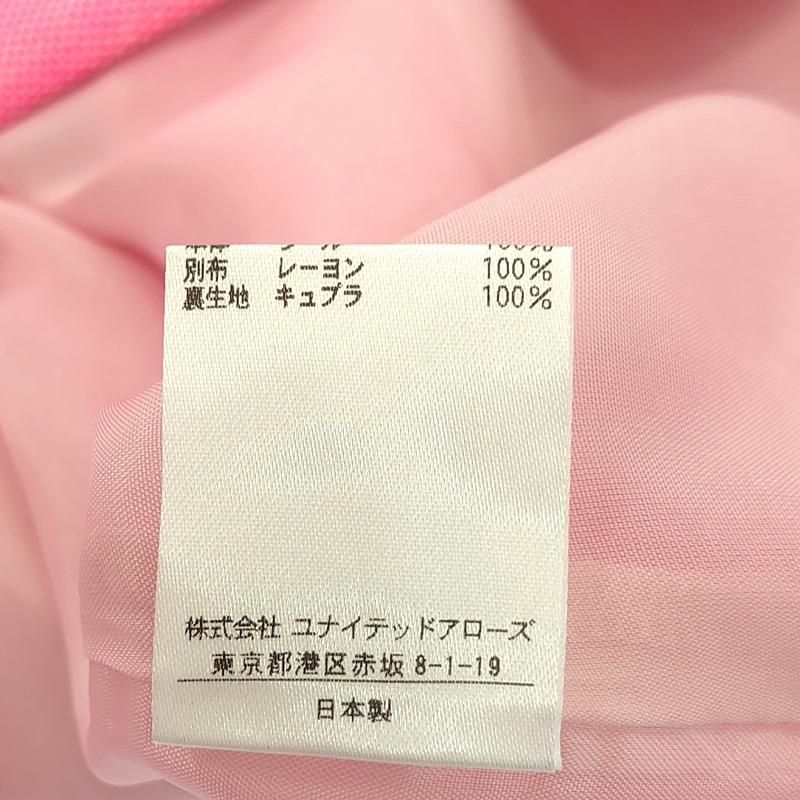 100%
別布 レーヨン 100%
裏生地 キュプラ 100%
株式会社 ユナイテッドアローズ
東京都港区赤坂 8-1-19
日本製